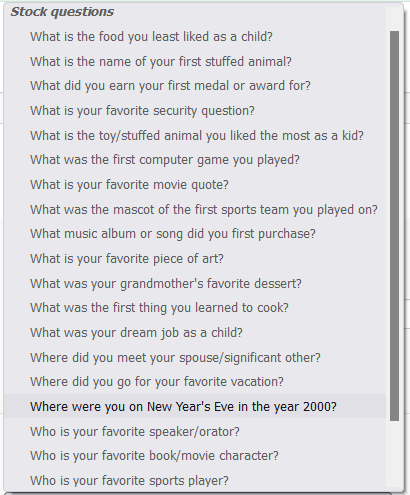 Stock questions
What is the food you least liked as a child?
What is the name of your first stuffed animal?
What did you earn your first medal or award for?
What is your favorite security question?
What is the toy/stuffed animal you liked the most as a kid?
What was the first computer game you played?
What is your favorite movie quote?
What was the mascot of the first sports team you played on?
What music album or song did you first purchase?
What is your favorite piece of art?
What was your grandmother's favorite dessert?
What was the first thing you learned to cook?
What was your dream job as a child?
Where did you meet your spouse/significant other?
Where did you go for your favorite vacation?
Where were you on New Year's Eve in the year 2000?
Who is your favorite speaker/orator?
Who is your favorite book/movie character?
Who is your favorite sports player?